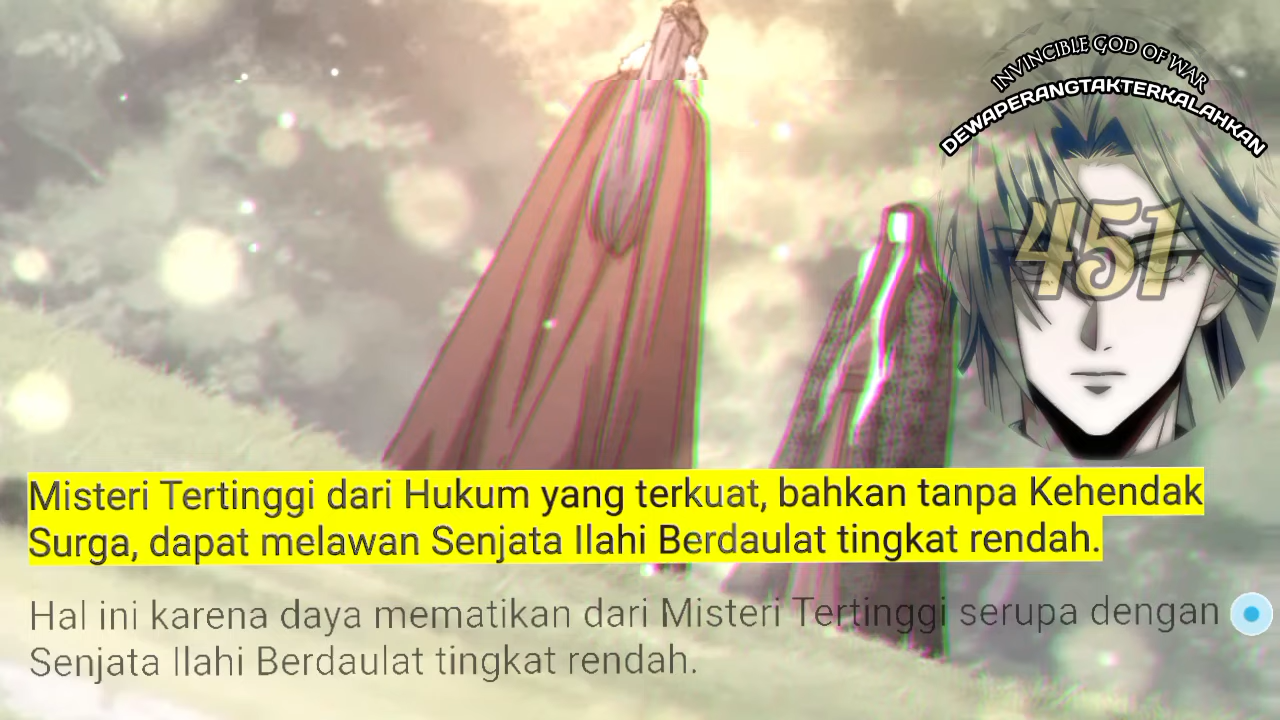 INVINCIBLE GOD OF WAR
DEWAPERANGTAKTERKALAHKAN
451
Misteri Tertinggi dari Hukum yang terkuat, bahkan tanpa Kehendak
Surga, dapat melawan Senjata Ilahi Berdaulat tingkat rendah.
Hal ini karena daya mematikan dari Misteri Tertinggi serupa dengan
Senjata Ilahi Berdaulat tingkat rendah.